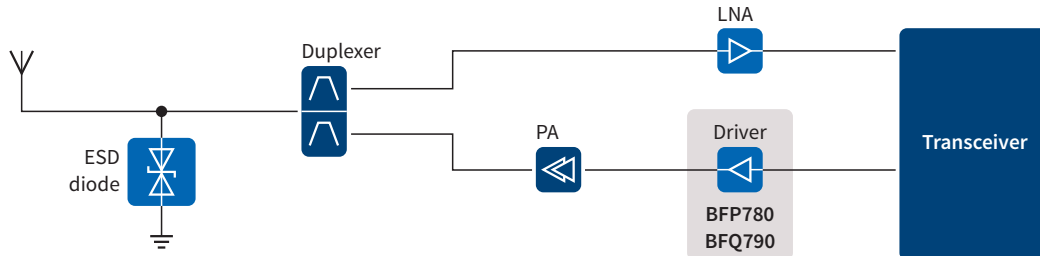 LNA
Duplexer
PA
Driver
Transceiver
ESD
diode
BFP780
BFQ790